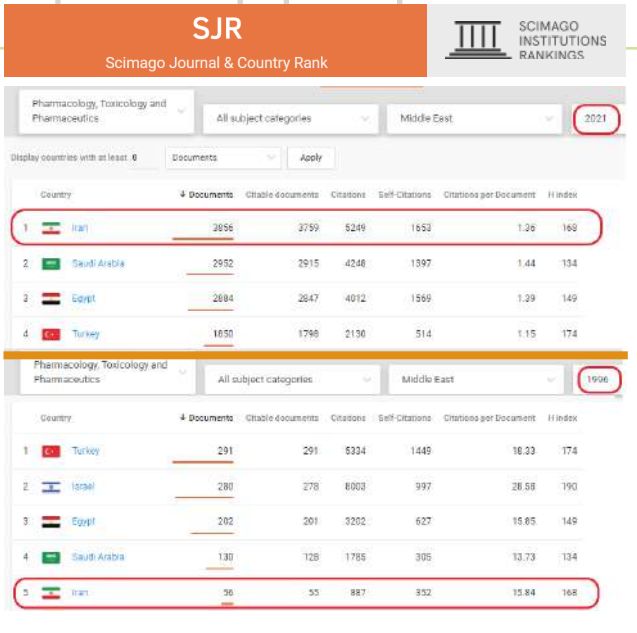 SJR
Scimago Journal & Country Rank
SCIMAGO
INSTITUTIONS
RANKINGS
Pharmacology, Toxicology and
Pharmaceutics
All subject categories
Middle East
2021
Display countries with at least 0 Documents Apply
Country ↓ Documents Citable documents Citations Self-Citations Citations per Document H index
1 Iran 3856 3759 5249 1653 1.36 168
2 Saudi Arabia 2952 2915 4248 1397 1.44 134
3 Egypt 2884 2847 4012 1569 1.39 149
4 Turkey 1850 1798 2130 514 1.15 174
Pharmacology, Toxicology and
Pharmaceutics
All subject categories
Middle East
1996
Country ↓ Documents Citable documents Citations Self-Citations Citations per Document H index
1 Turkey 291 291 5334 1449 18.33 174
2 Israel 280 278 8003 997 28.58 190
3 Egypt 202 201 3202 627 15.85 149
4 Saudi Arabia 130 128 1785 305 13.73 134
5 Iran 56 55 887 352 15.84 168